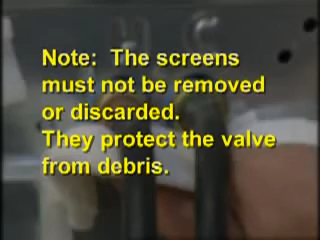 Note:  The screens
must not be removed
or discarded.
They protect the valve
from debris.